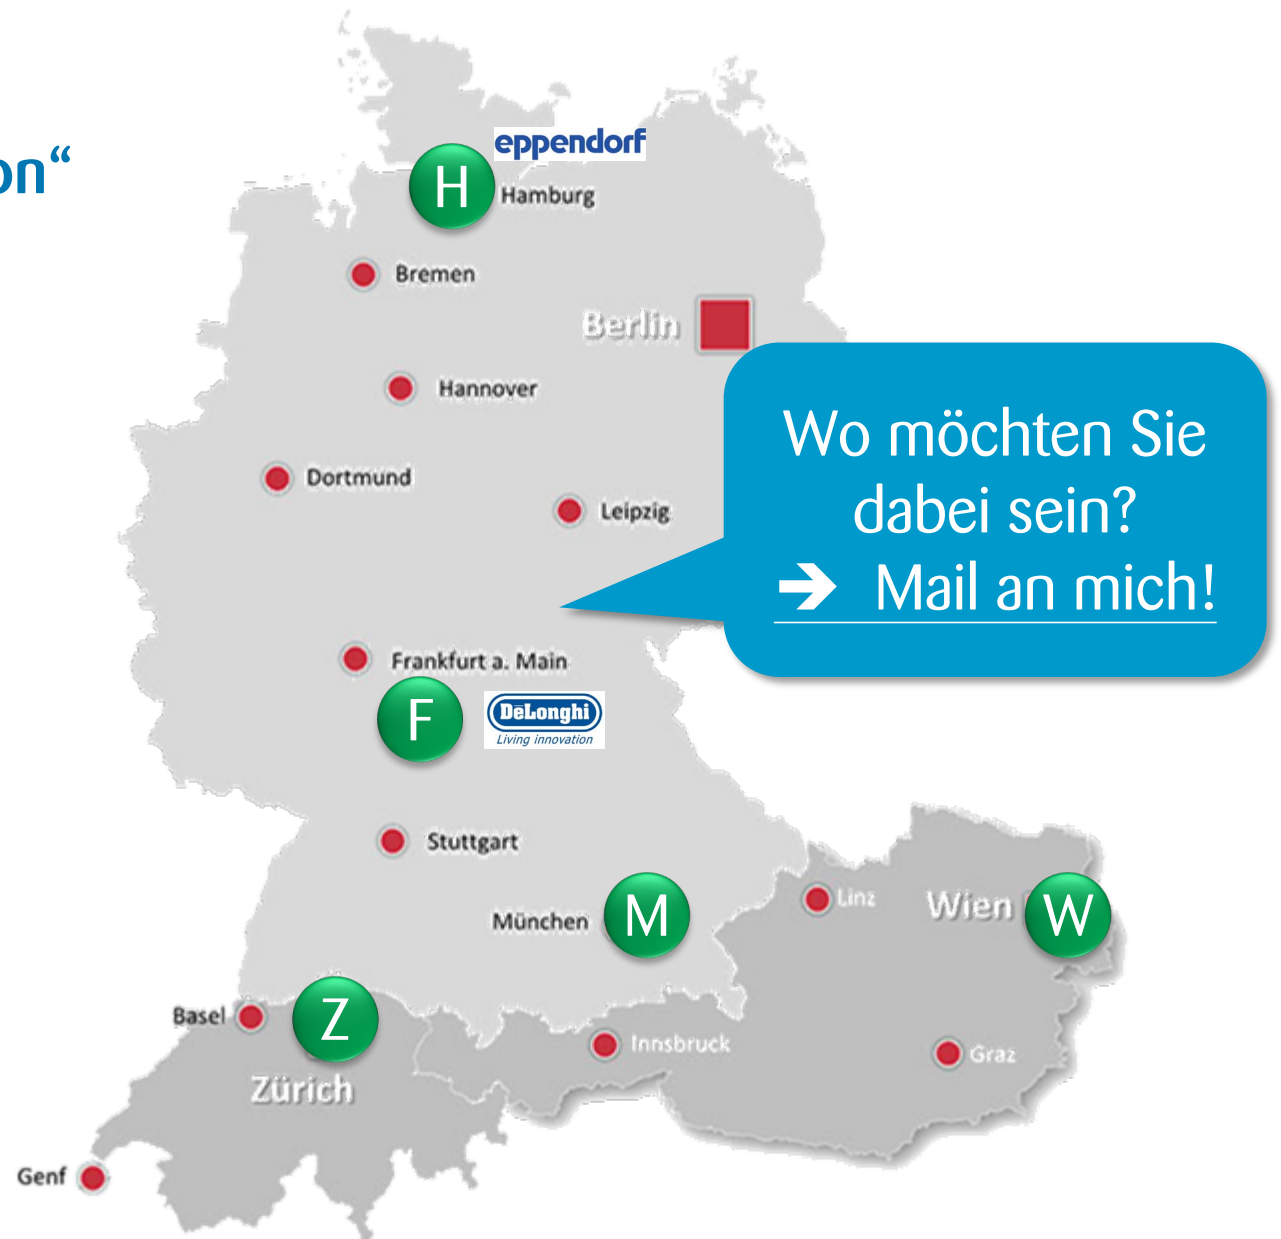 on“
eppendorf
H
Hamburg
Bremen
Berlin
Hannover
Wo möchten Sie
dabei sein?
➔ Mail an mich!
Dortmund
Leipzig
Frankfurt a. Main
F
DeLonghi
Living innovation
Stuttgart
München
M
Linz
Wien
W
Basel
Z
Innsbruck
Graz
Zürich
Genf